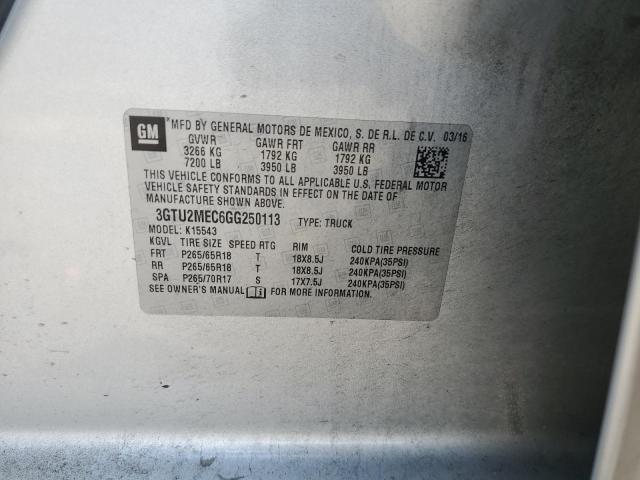 GM
*MFD BY GENERAL MOTORS DE MEXICO, S. DE R.L. DE C.V. 03/16
GVWR GAWR FRT GAWR RR
3266 KG 1792 KG 1792 KG
7200 LB 3950 LB 3950 LB
THIS VEHICLE CONFORMS TO ALL APPLICABLE U.S. FEDERAL MOTOR
VEHICLE SAFETY STANDARDS IN EFFECT ON THE DATE OF
MANUFACTURE SHOWN ABOVE.
3GTU2MEC6GG250113 TYPE: TRUCK
MODEL: K15543
KGVL TIRE SIZE SPEED RTG RIM COLD TIRE PRESSURE
FRT P265/65R18 T 18X8.5J 240KPA(35PSI)
RR P265/65R18 T 18X8.5J 240KPA(35PSI)
SPA P265/70R17 S 17X7.5J 240KPA(35PSI)
SEE OWNER'S MANUAL FOR MORE INFORMATION.